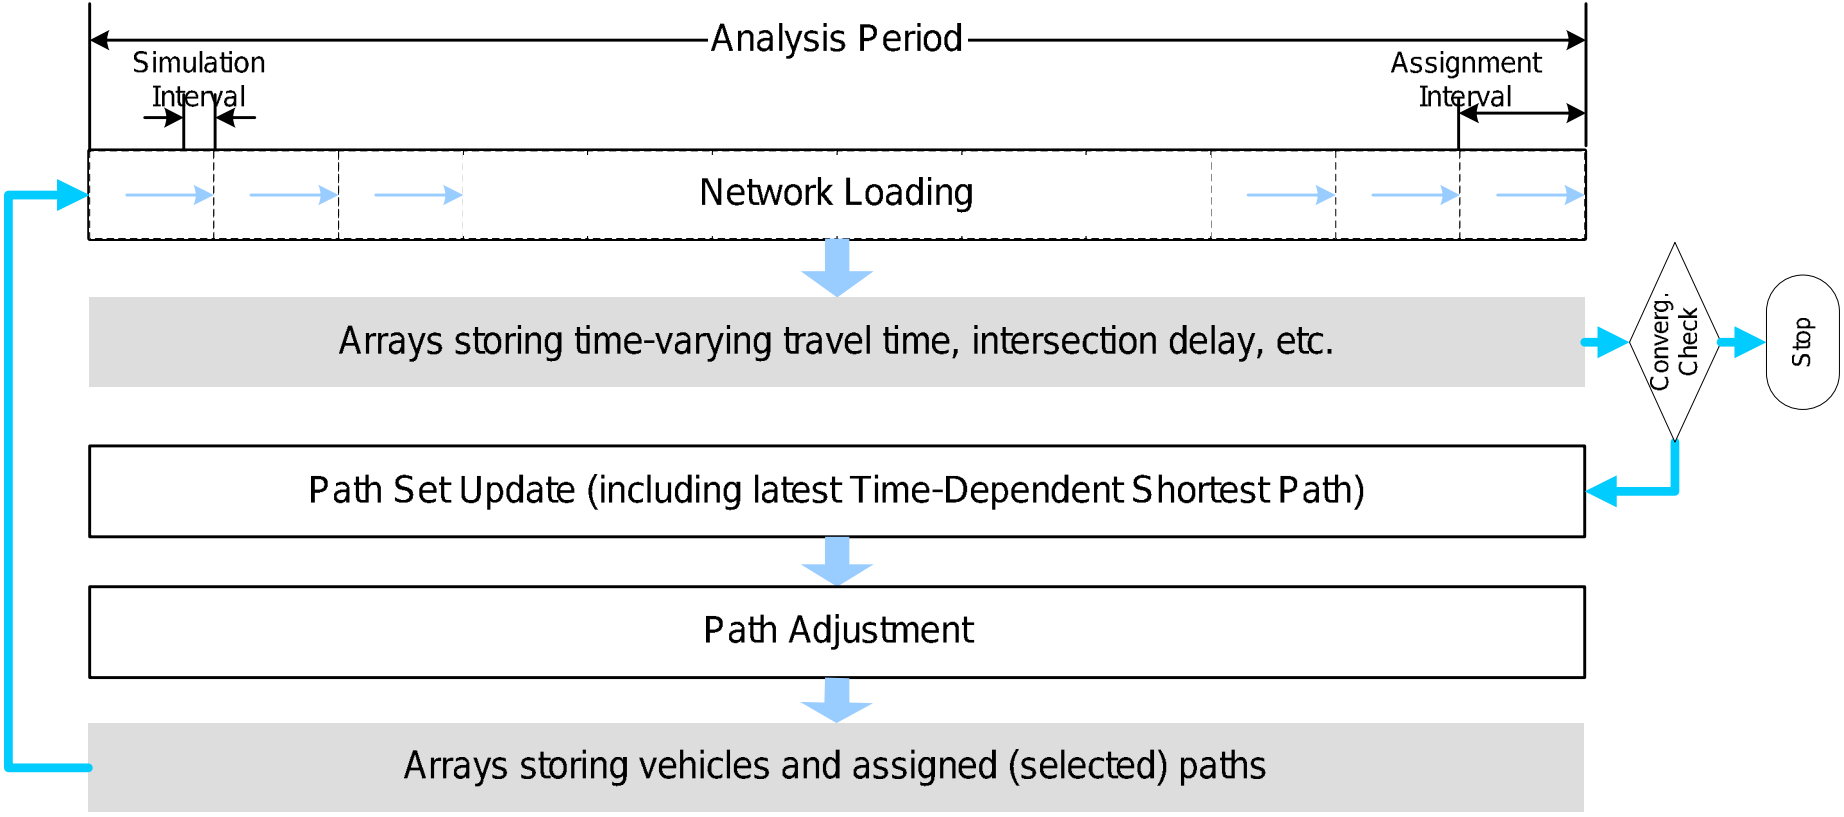 Analysis Period
Simulation
Interval
Assignment
Interval
Network Loading
Arrays storing time-varying travel time, intersection delay, etc.
Converg.
Check
Stop
Path Set Update (including latest Time-Dependent Shortest Path)
Path Adjustment
Arrays storing vehicles and assigned (selected) paths